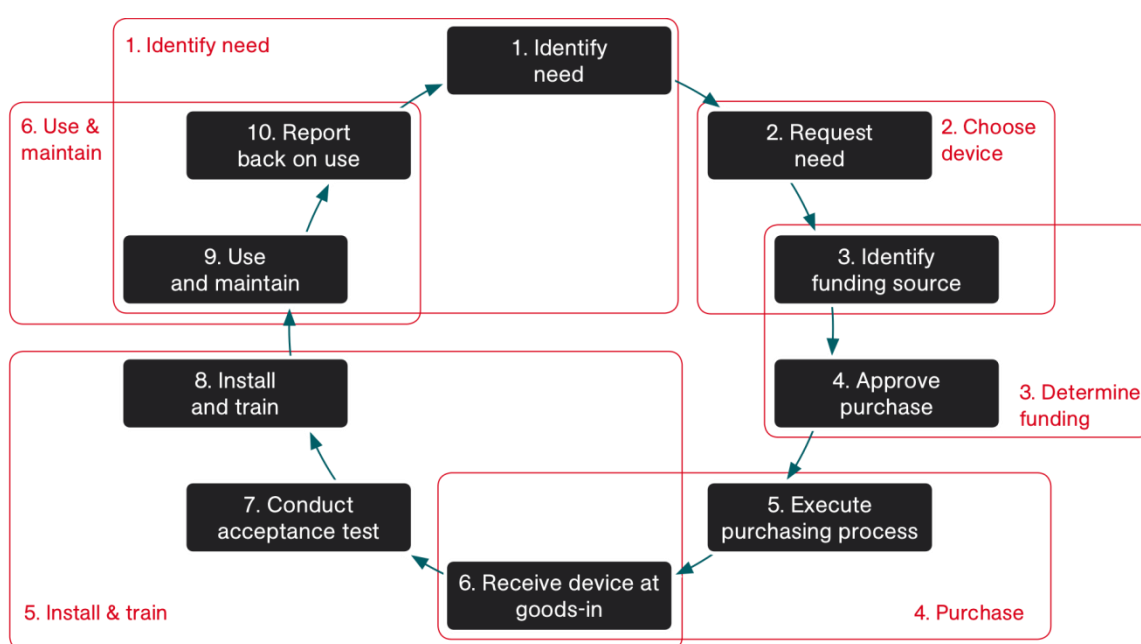 1. Identify need
1. Identify
need
6. Use &
maintain
10. Report
back on use
2. Request
need
2. Choose
device
9. Use
and maintain
3. Identify
funding source
8. Install
and train
4. Approve
purchase
3. Determine
funding
7. Conduct
acceptance test
5. Execute
purchasing process
6. Receive device at
goods-in
5. Install & train
4. Purchase